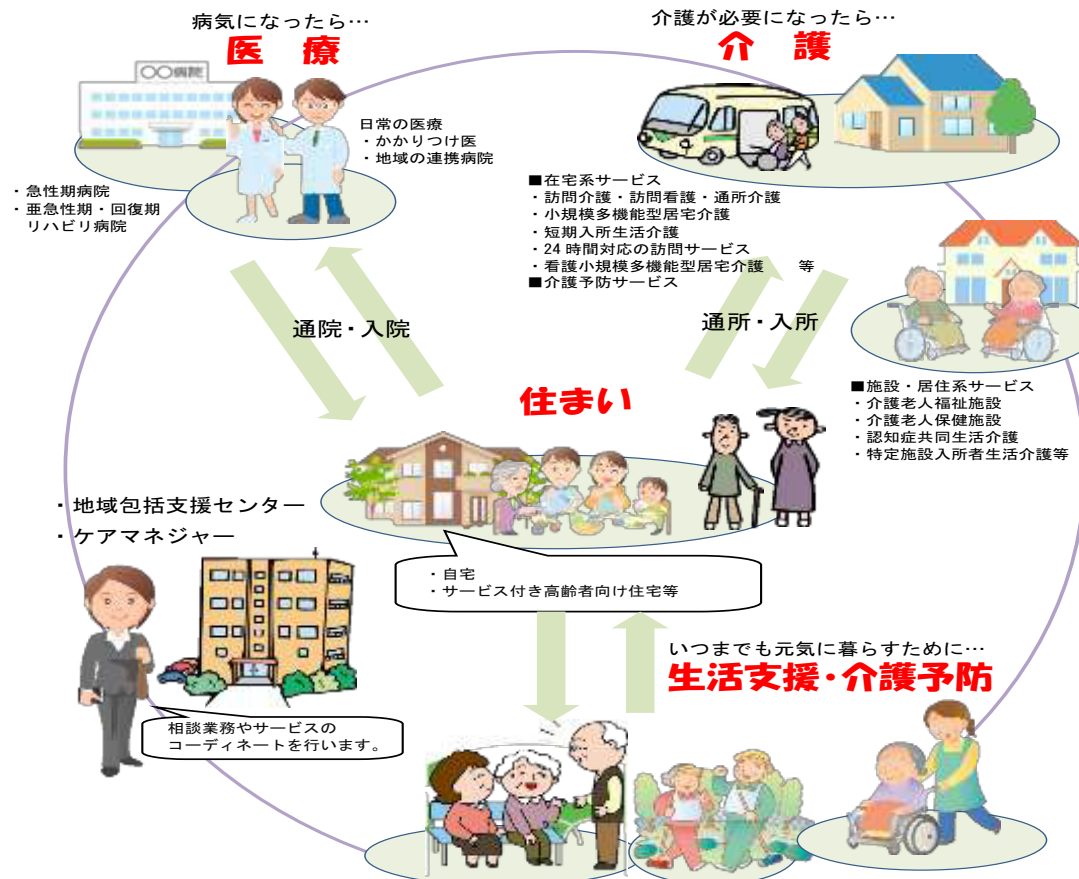 病気になったら…
医 療
〇〇病院
日常の医療
・かかりつけ医
・地域の連携病院
・急性期病院
・亜急性期・回復期
リハビリ病院
介護が必要になったら…
介 護
■在宅系サービス
・訪問介護・訪問看護・通所介護
・小規模多機能型居宅介護
・短期入所生活介護
・24時間対応の訪問サービス
・看護小規模多機能型居宅介護 等
■介護予防サービス
通院・入院
通所・入所
■施設・居住系サービス
・介護老人福祉施設
・介護老人保健施設
・認知症共同生活介護
・特定施設入所者生活介護等
住まい
・自宅
・サービス付き高齢者向け住宅等
・地域包括支援センター
・ケアマネジャー
相談業務やサービスの
コーディネートを行います。
いつまでも元気に暮らすために…
生活支援・介護予防